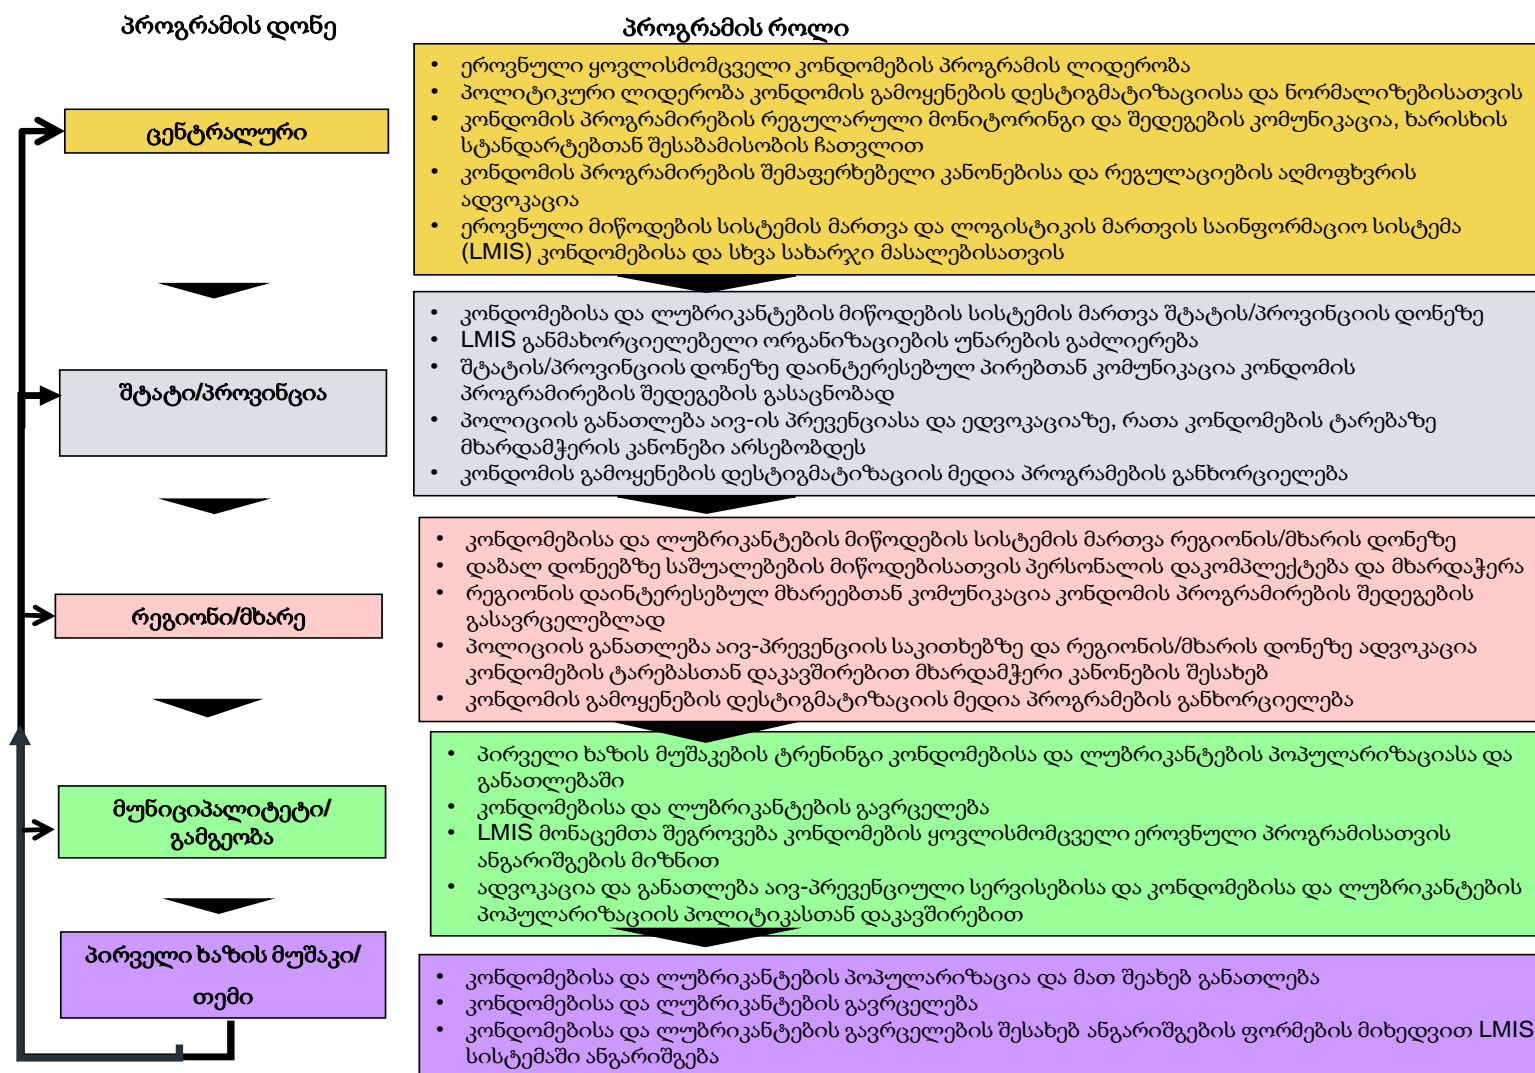 პროგრამის დონე
პროგრამის როლი
ცენტრალური
• ეროვნული ყოვლისმომცველი კონდომების პროგრამის ლიდერობა
• პოლიტიკური ლიდერობა კონდომის გამოყენების დესტიგმატიზაციისა და ნორმალიზებისათვის
• კონდომის პროგრამირების რეგულარული მონიტორინგი და შედეგების კომუნიკაცია, ხარისხის
სტანდარტებთან შესაბამისობის ჩათვლით
• კონდომის პროგრამირების შემაფერხებელი კანონებისა და რეგულაციების აღმოფხვრის
ადვოკაცია
• ეროვნული მიწოდების სისტემის მართვა და ლოგისტიკის მართვის საინფორმაციო სისტემა
(LMIS) კონდომებისა და სხვა სახარჯი მასალებისათვის
შტატი/პროვინცია
• კონდომებისა და ლუბრიკანტების მიწოდების სისტემის მართვა შტატის/პროვინციის დონეზე
• LMIS განმახორციელებელი ორგანიზაციების უნარების გაძლიერება
• შტატის/პროვინციის დონეზე დაინტერესებულ პირებთან კომუნიკაცია კონდომის
პროგრამირების შედეგების გასაცნობად
• პოლიციის განათლება აივ-ის პრევენციასა და ედვოკაციაზე, რათა კონდომების ტარებაზე
მხარდამჭერის კანონები არსებობდეს
• კონდომის გამოყენების დესტიგმატიზაციის მედია პროგრამების განხორციელება
რეგიონი/მხარე
• კონდომებისა და ლუბრიკანტების მიწოდების სისტემის მართვა რეგიონის/მხარის დონეზე
• დაბალ დონეებზე საშუალებების მიწოდებისათვის პერსონალის დაკომპლექტება და მხარდაჭერა
• რეგიონის დაინტერესებულ მხარეებთან კომუნიკაცია კონდომის პროგრამირების შედეგების
გასავრცელებლად
• პოლიციის განათლება აივ-პრევენციის საკითხებზე და რეგიონის/მხარის დონეზე ადვოკაცია
კონდომების ტარებასთან დაკავშირებით მხარდამჭერი კანონების შესახებ
• კონდომის გამოყენების დესტიგმატიზაციის მედია პროგრამების განხორციელება
მუნიციპალიტეტი/
გამგეობა
• პირველი ხაზის მუშაკების ტრენინგი კონდომებისა და ლუბრიკანტების პოპულარიზაციასა და
განათლებაში
• კონდომებისა და ლუბრიკანტების გავრცელება
• LMIS მონაცემთა შეგროვება კონდომების ყოვლისმომცველი ეროვნული პროგრამისათვის
ანგარიშგების მიზნით
• ადვოკაცია და განათლება აივ-პრევენციული სერვისებისა და კონდომებისა და ლუბრიკანტების
პოპულარიზაციის პოლიტიკასთან დაკავშირებით
პირველი ხაზის მუშაკი/
თემი
• კონდომებისა და ლუბრიკანტების პოპულარიზაცია და მათ შეახებ განათლება
• კონდომებისა და ლუბრიკანტების გავრცელება
• კონდომებისა და ლუბრიკანტების გავრცელების შესახებ ანგარიშგების ფორმების მიხედვით LMIS
სისტემაში ანგარიშგება